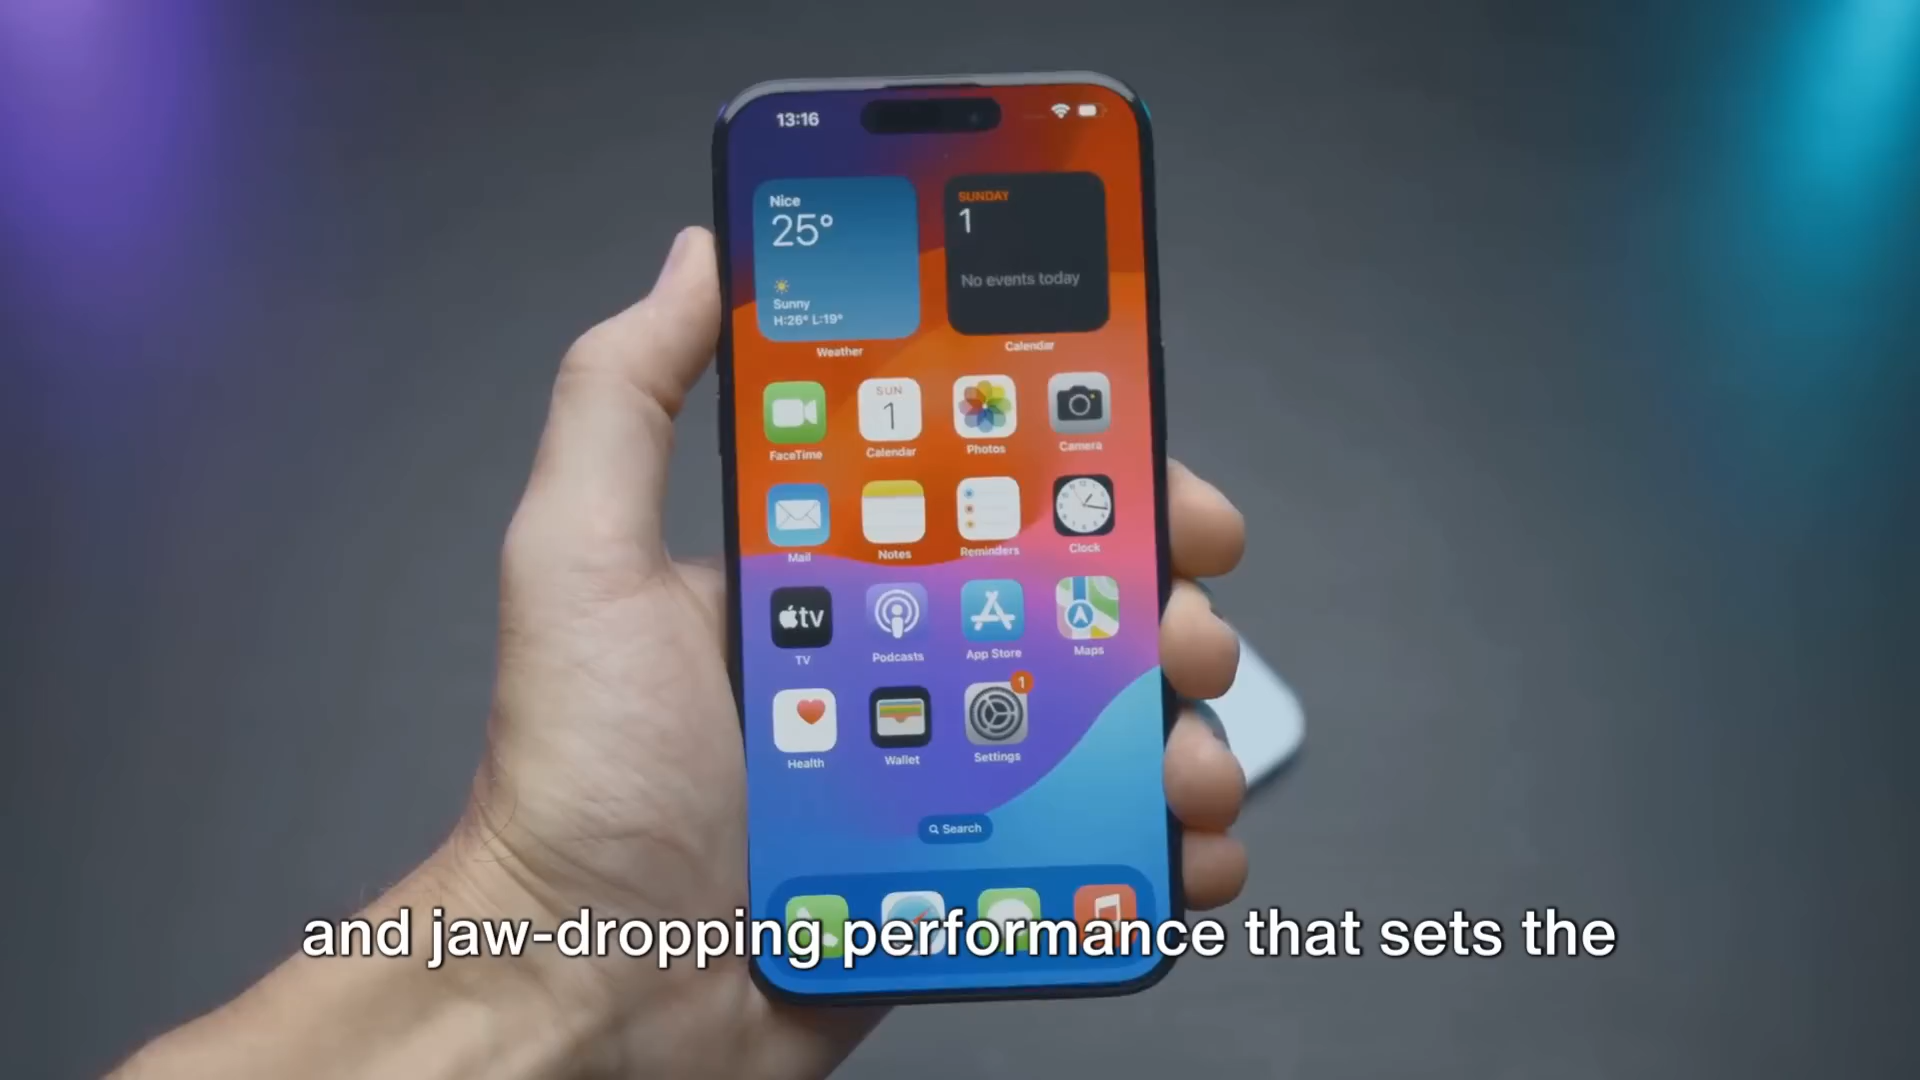 13:16
Nice
25°
Sunny
H:26° L:19°
Weather
SUNDAY
1
No events today
Calendar
FaceTime
SUN
1
Calendar
Photos
Camera
Mail
Notes
Reminders
Clock
tv
TV
Podcasts
App Store
Maps
Health
Wallet
1
Settings
Search
and jaw-dropping performance that sets the